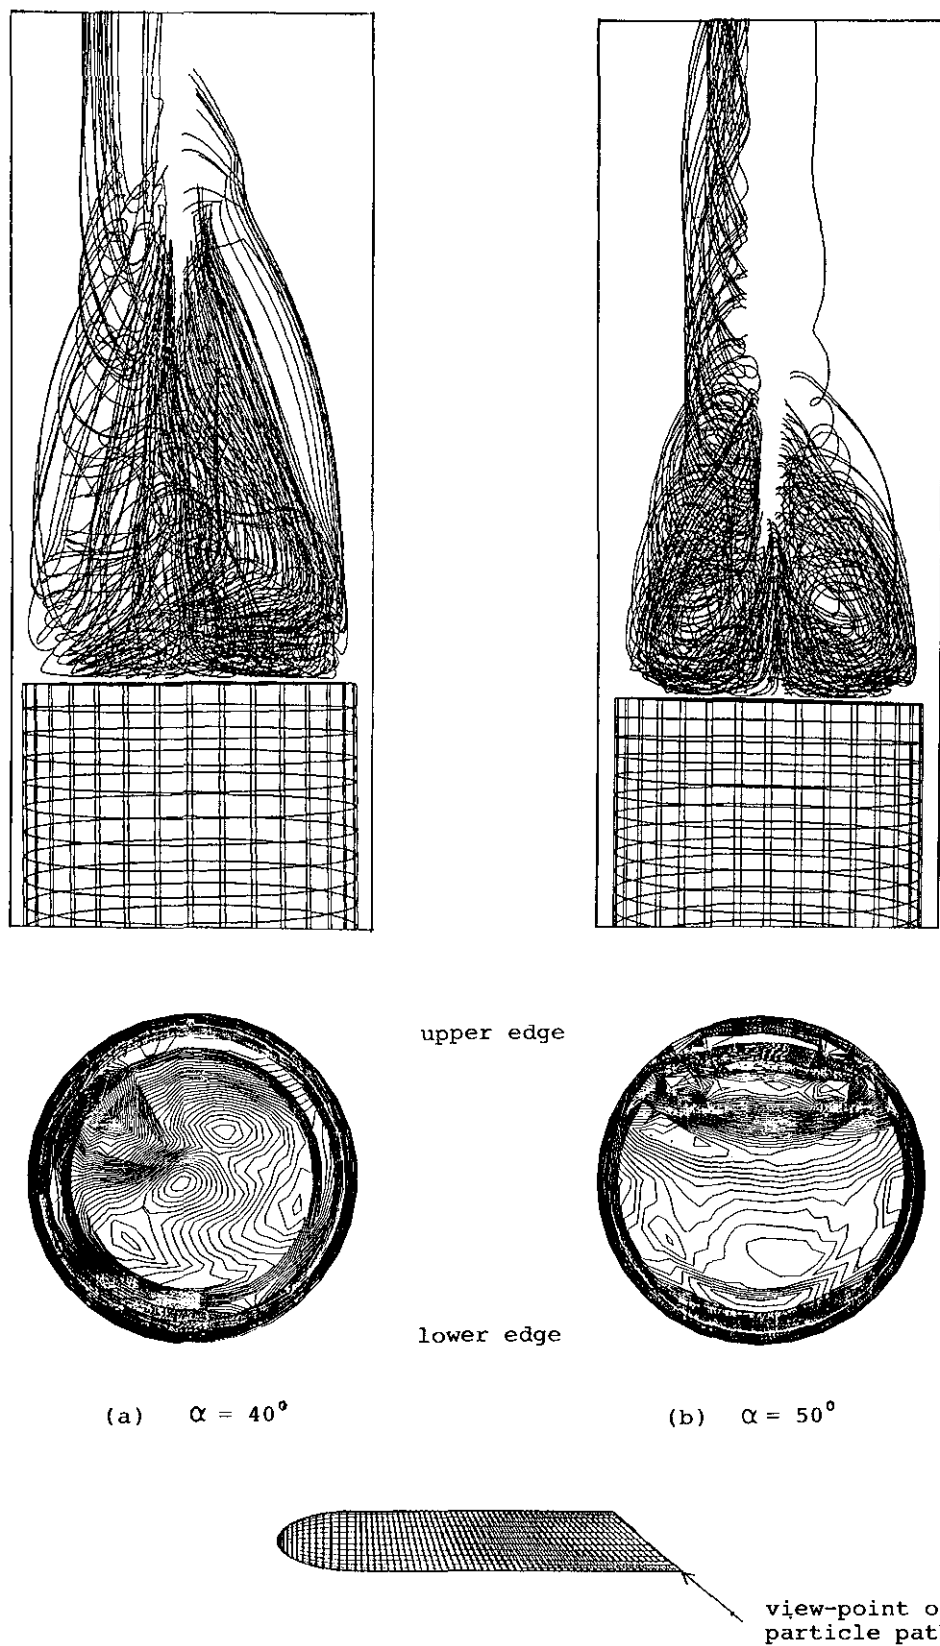 upper edge
lower edge
(a) α = 40°
(b) α = 50°
view-point o
particle pat